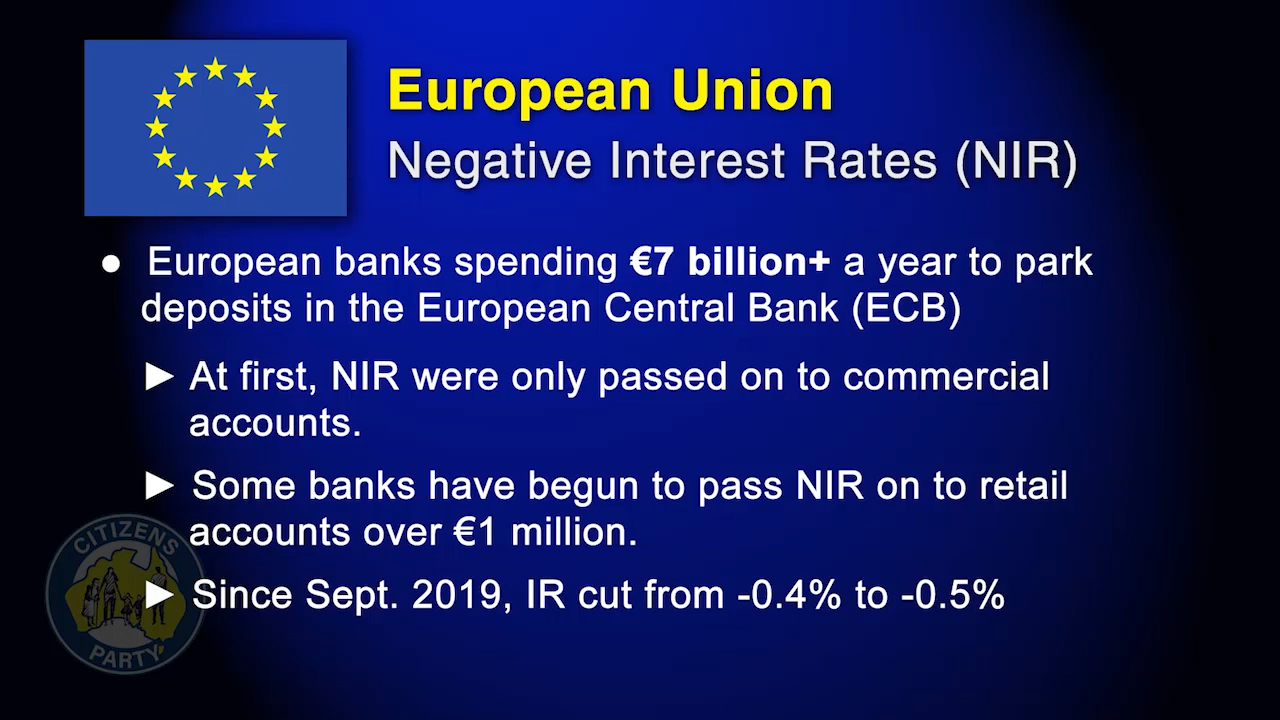 European Union
Negative Interest Rates (NIR)
● European banks spending €7 billion+ a year to park
deposits in the European Central Bank (ECB)
► At first, NIR were only passed on to commercial
accounts.
► Some banks have begun to pass NIR on to retail
accounts over €1 million.
► Since Sept. 2019, IR cut from -0.4% to -0.5%
CITIZENS
PARTY